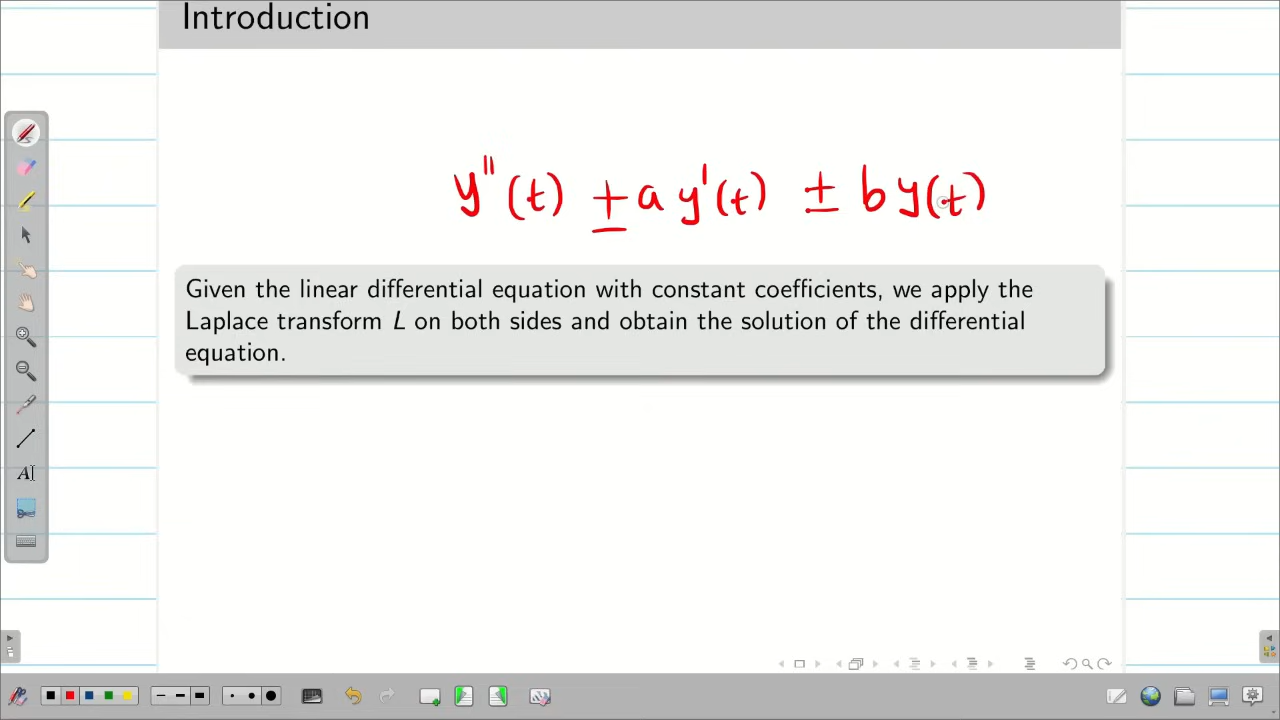 Introduction
y''(t) ± a y'(t) ± b y(t)
Given the linear differential equation with constant coefficients, we apply the
Laplace transform L on both sides and obtain the solution of the differential
equation.